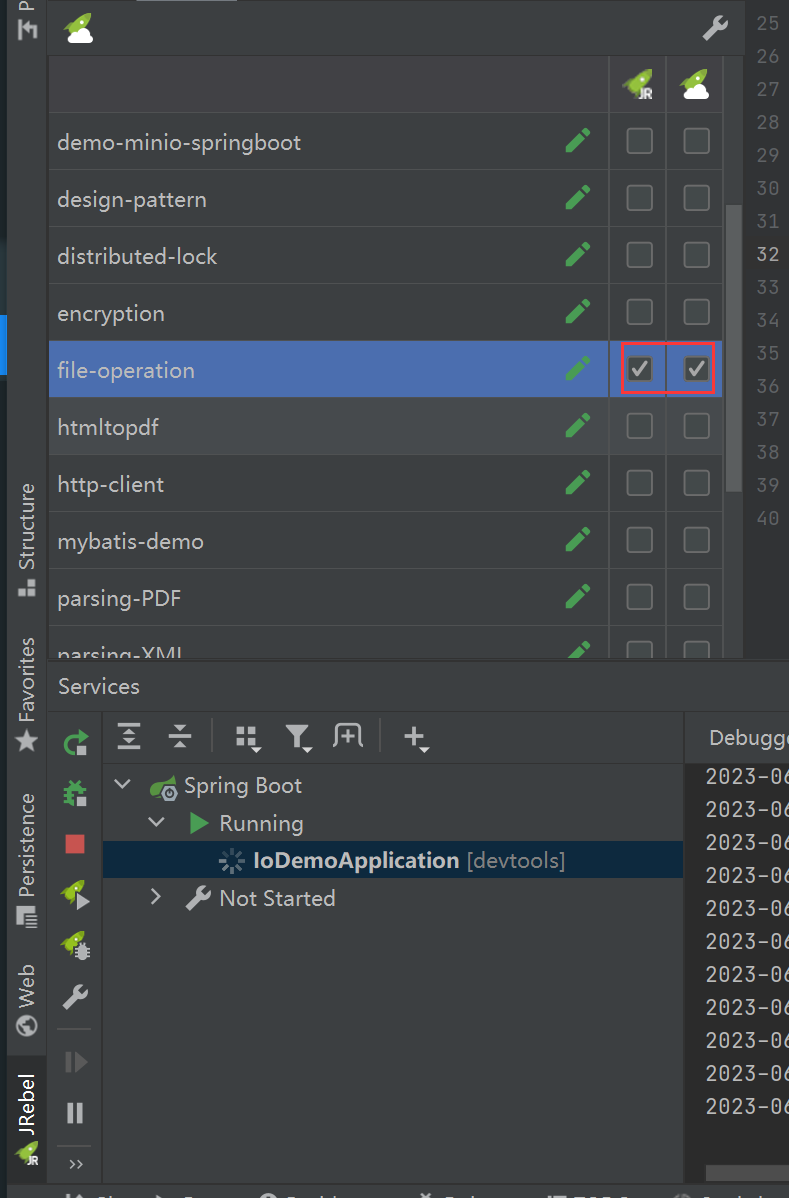 JR
demo-minio-springboot
design-pattern
distributed-lock
encryption
file-operation
htmltopdf
http-client
mybatis-demo
parsing-PDF
parsing-XML
Structure
Favorites
Persistence
Web
JRebel
JR
Services
Spring Boot
Running
IoDemoApplication [devtools]
Not Started
25
26
27
28
29
30
31
32
33
34
35
36
37
38
39
40
Debugge
2023-06
2023-06
2023-06
2023-06
2023-06
2023-06
2023-06
2023-06
2023-06
2023-06
2023-06